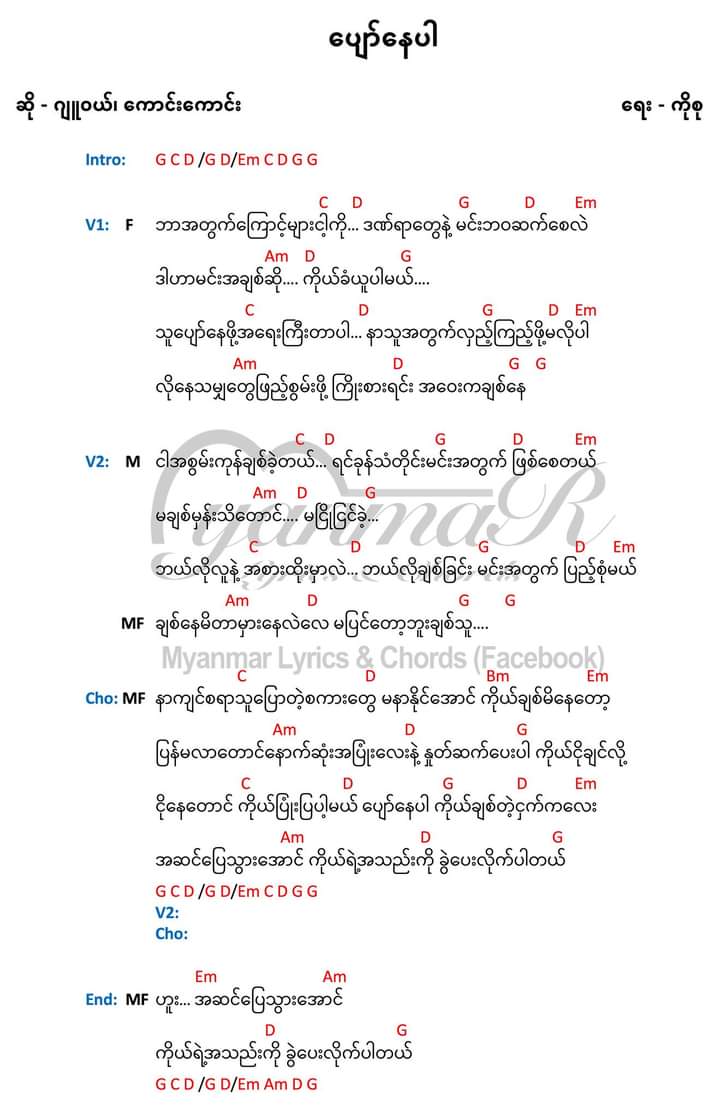 ပျော်နေပါ
ဆို - ဂျူဝယ်၊ ကောင်းကောင်း ရေး - ကိုစု
Intro: G C D /G D/Em C D G G
C D G D Em
V1: F ဘာအတွက်ကြောင့်များငါ့ကို... ဒဏ်ရာတွေနဲ့ မင်းဘဝဆက်စေလဲ
Am D G
ဒါဟာမင်းအချစ်ဆို.... ကိုယ်ခံယူပါမယ်....
C D G D Em
သူပျော်နေဖို့အရေးကြီးတာပါ... နာသူအတွက်လှည့်ကြည့်ဖို့မလိုပါ
Am D G G
လိုနေသမျှတွေဖြည့်စွမ်းဖို့ ကြိုးစားရင်း အဝေးကချစ်နေ
C D G D Em
V2: M ငါအစွမ်းကုန်ချစ်ခဲ့တယ်... ရင်ခုန်သံတိုင်းမင်းအတွက် ဖြစ်စေတယ်
Am D G
မချစ်မှန်းသိတောင်.... မငြိုငြင်ခဲ့...
C D G D Em
ဘယ်လိုလူနဲ့ အစားထိုးမှာလဲ... ဘယ်လိုချစ်ခြင်း မင်းအတွက် ပြည့်စုံမယ်
Am D G G
MF ချစ်နေမိတာမှားနေလဲလေ မပြင်တော့ဘူးချစ်သူ....
Myanmar Lyrics & Chords (Facebook)
C D Bm Em
Cho: MF နာကျင်စရာသူပြောတဲ့စကားတွေ မနာနိုင်အောင် ကိုယ်ချစ်မိနေတော့
Am D G
ပြန်မလာတောင်နောက်ဆုံးအပြုံးလေးနဲ့ နှုတ်ဆက်ပေးပါ ကိုယ်ငိုချင်လို့
C D G D Em
ငိုနေတောင် ကိုယ်ပြုံးပြပါ့မယ် ပျော်နေပါ ကိုယ်ချစ်တဲ့ငှက်ကလေး
Am D G
အဆင်ပြေသွားအောင် ကိုယ်ရဲ့အသည်းကို ခွဲပေးလိုက်ပါတယ်
G C D /G D/Em C D G G
V2:
Cho:
Em Am
End: MF ဟူး... အဆင်ပြေသွားအောင်
D G
ကိုယ်ရဲ့အသည်းကို ခွဲပေးလိုက်ပါတယ်
G C D /G D/Em Am D G